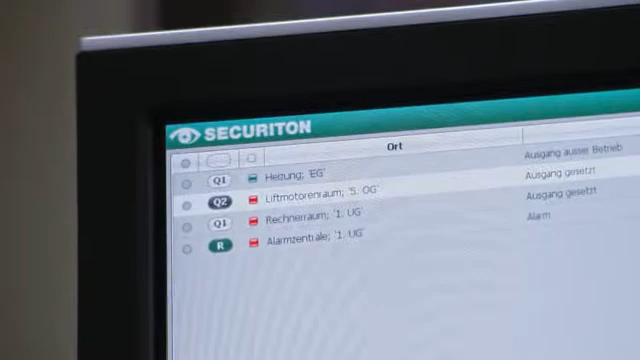 SECURITON
Ort
Q1 Heizung; 'EG' Ausgang ausser Betrieb
Q2 Liftmotorenraum; '5. OG' Ausgang gesetzt
Q1 Rechnerraum; '1. UG' Ausgang gesetzt
R Alarmzentrale; '1. UG' Alarm